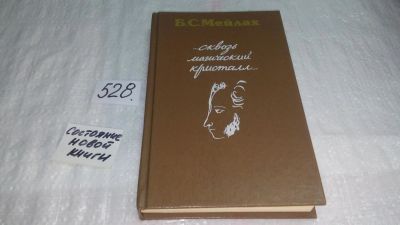 Б.С.Мейлах
...сквозь
магический
кристалл...
528.
Состояние
новой
книги